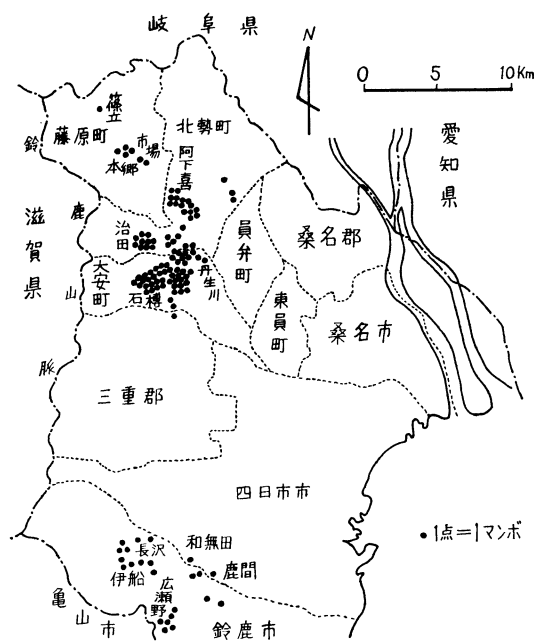 岐阜県
N
0 5 10Km
篠立
北勢町
藤原町
市場
本郷
阿下喜
愛知県
鈴鹿山脈
滋賀県
治田
員弁町
桑名郡
大安町
石榑
丹生川
東員町
桑名市
三重郡
四日市市
・1点=1マンボ
長沢
和無田
伊船
鹿間
広瀬野
亀山市
鈴鹿市